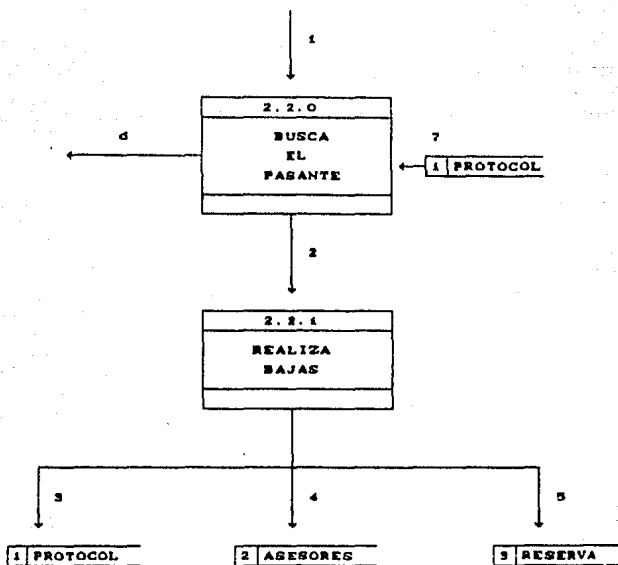 1
2.2.0
BUSCA
EL
PASANTE
6
7
1 PROTOCOL
2
2.2.1
REALIZA
BAJAS
3
4
5
1 PROTOCOL
2 ASESORES
3 RESERVA